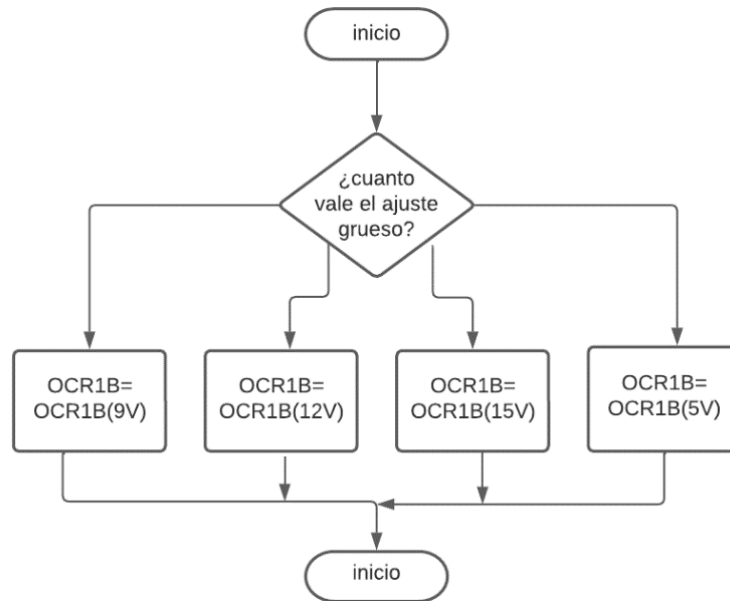 inicio
¿cuanto
vale el ajuste
grueso?
OCR1B=
OCR1B(9V)
OCR1B=
OCR1B(12V)
OCR1B=
OCR1B(15V)
OCR1B=
OCR1B(5V)
inicio